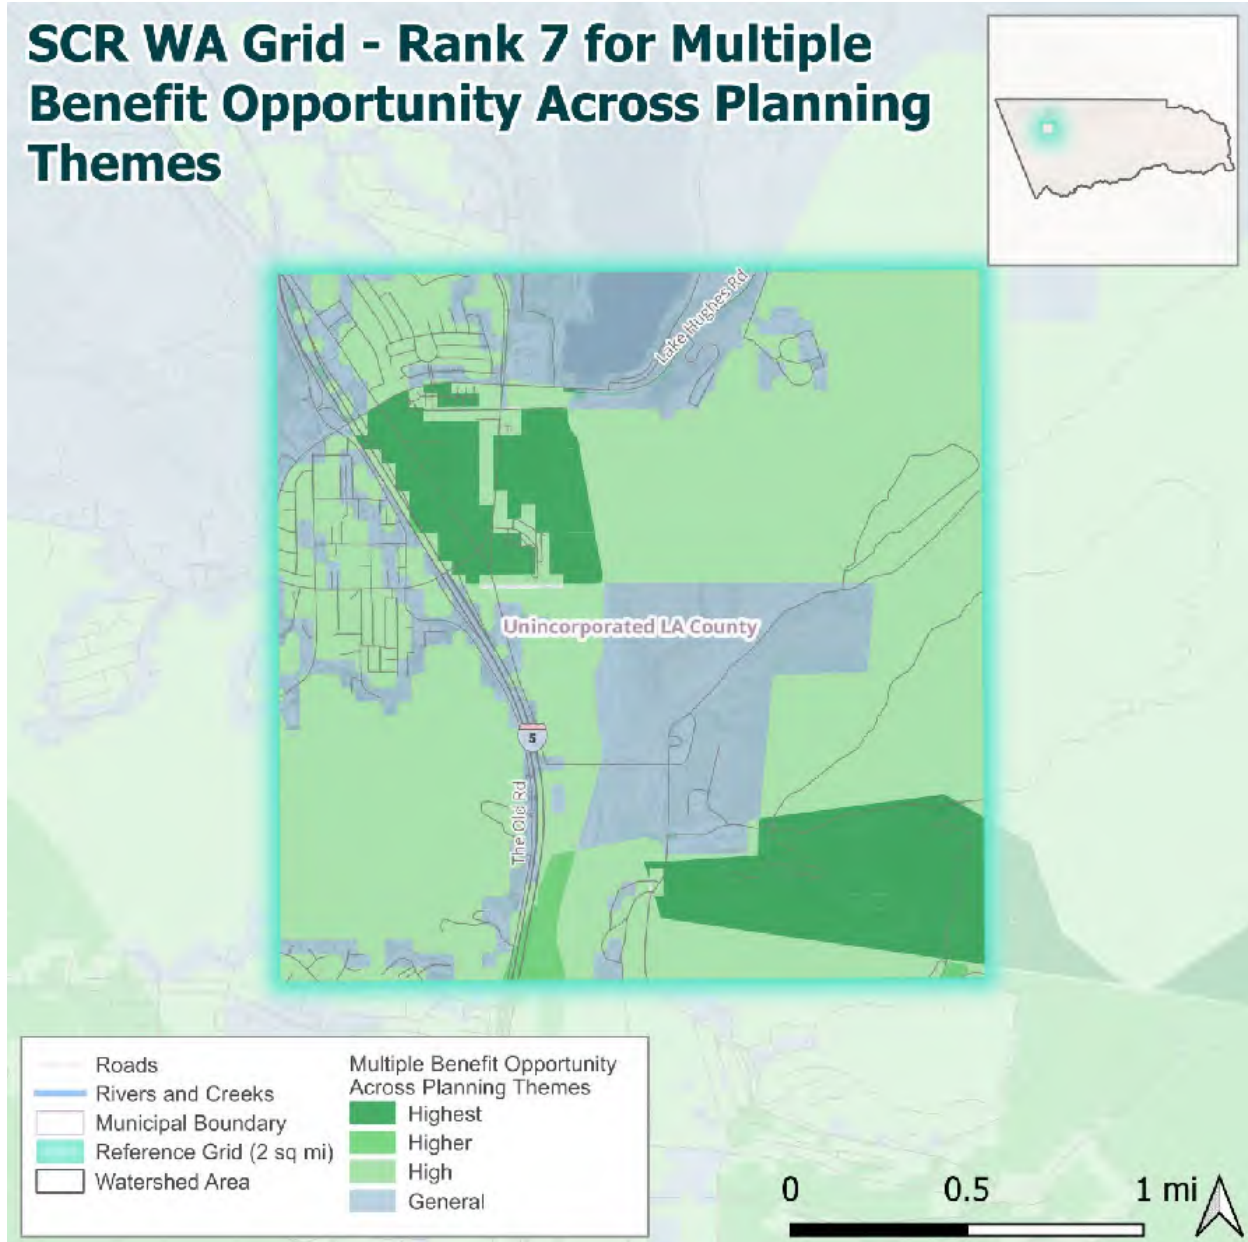 SCR WA Grid - Rank 7 for Multiple
Benefit Opportunity Across Planning
Themes
Lake Hughes Rd
Unincorporated LA County
5
The Old Rd
Roads
Rivers and Creeks
Municipal Boundary
Reference Grid (2 sq mi)
Watershed Area
Multiple Benefit Opportunity
Across Planning Themes
Highest
Higher
High
General
0 0.5 1 mi